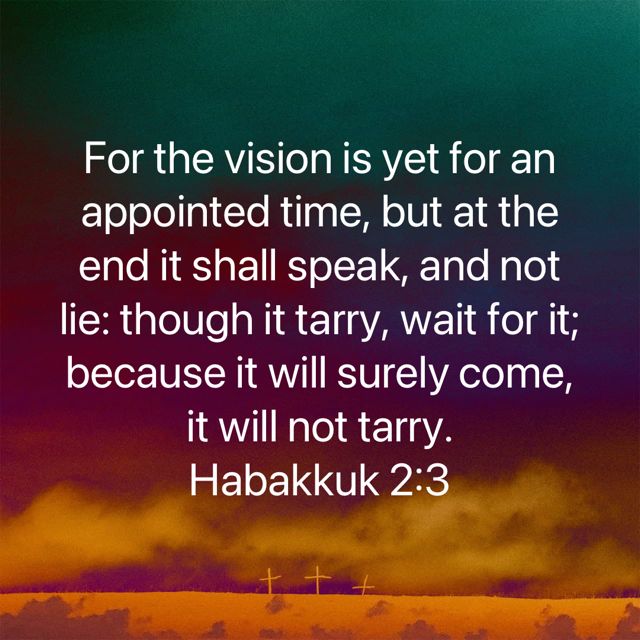 For the vision is yet for an
appointed time, but at the
end it shall speak, and not
lie: though it tarry, wait for it;
because it will surely come,
it will not tarry.
Habakkuk 2:3